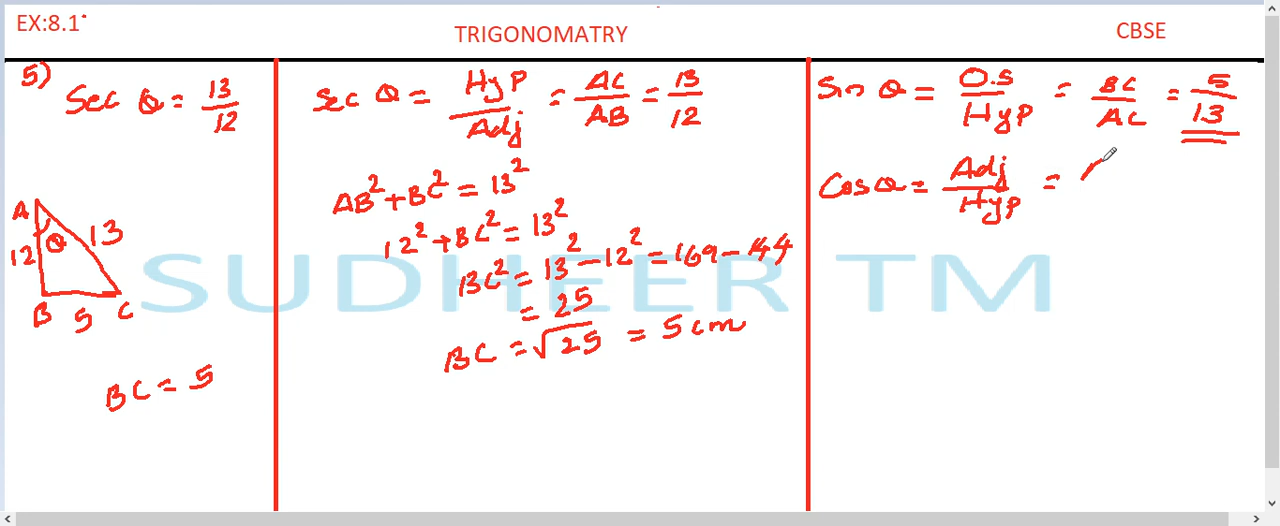 EX:8.1
TRIGONOMATRY
CBSE
5)
Sec θ = 13/12
A
12 θ 13
B 5 C
BC = 5
Sec θ = Hyp/Adj = AC/AB = 13/12
AB² + BC² = 13²
12² + BC² = 13²
BC² = 13² - 12² = 169 - 144
= 25
BC = √25 = 5 cm
Sin θ = O.S/Hyp = BC/AC = 5/13
Cos θ = Adj/Hyp =
SUDHEER TM